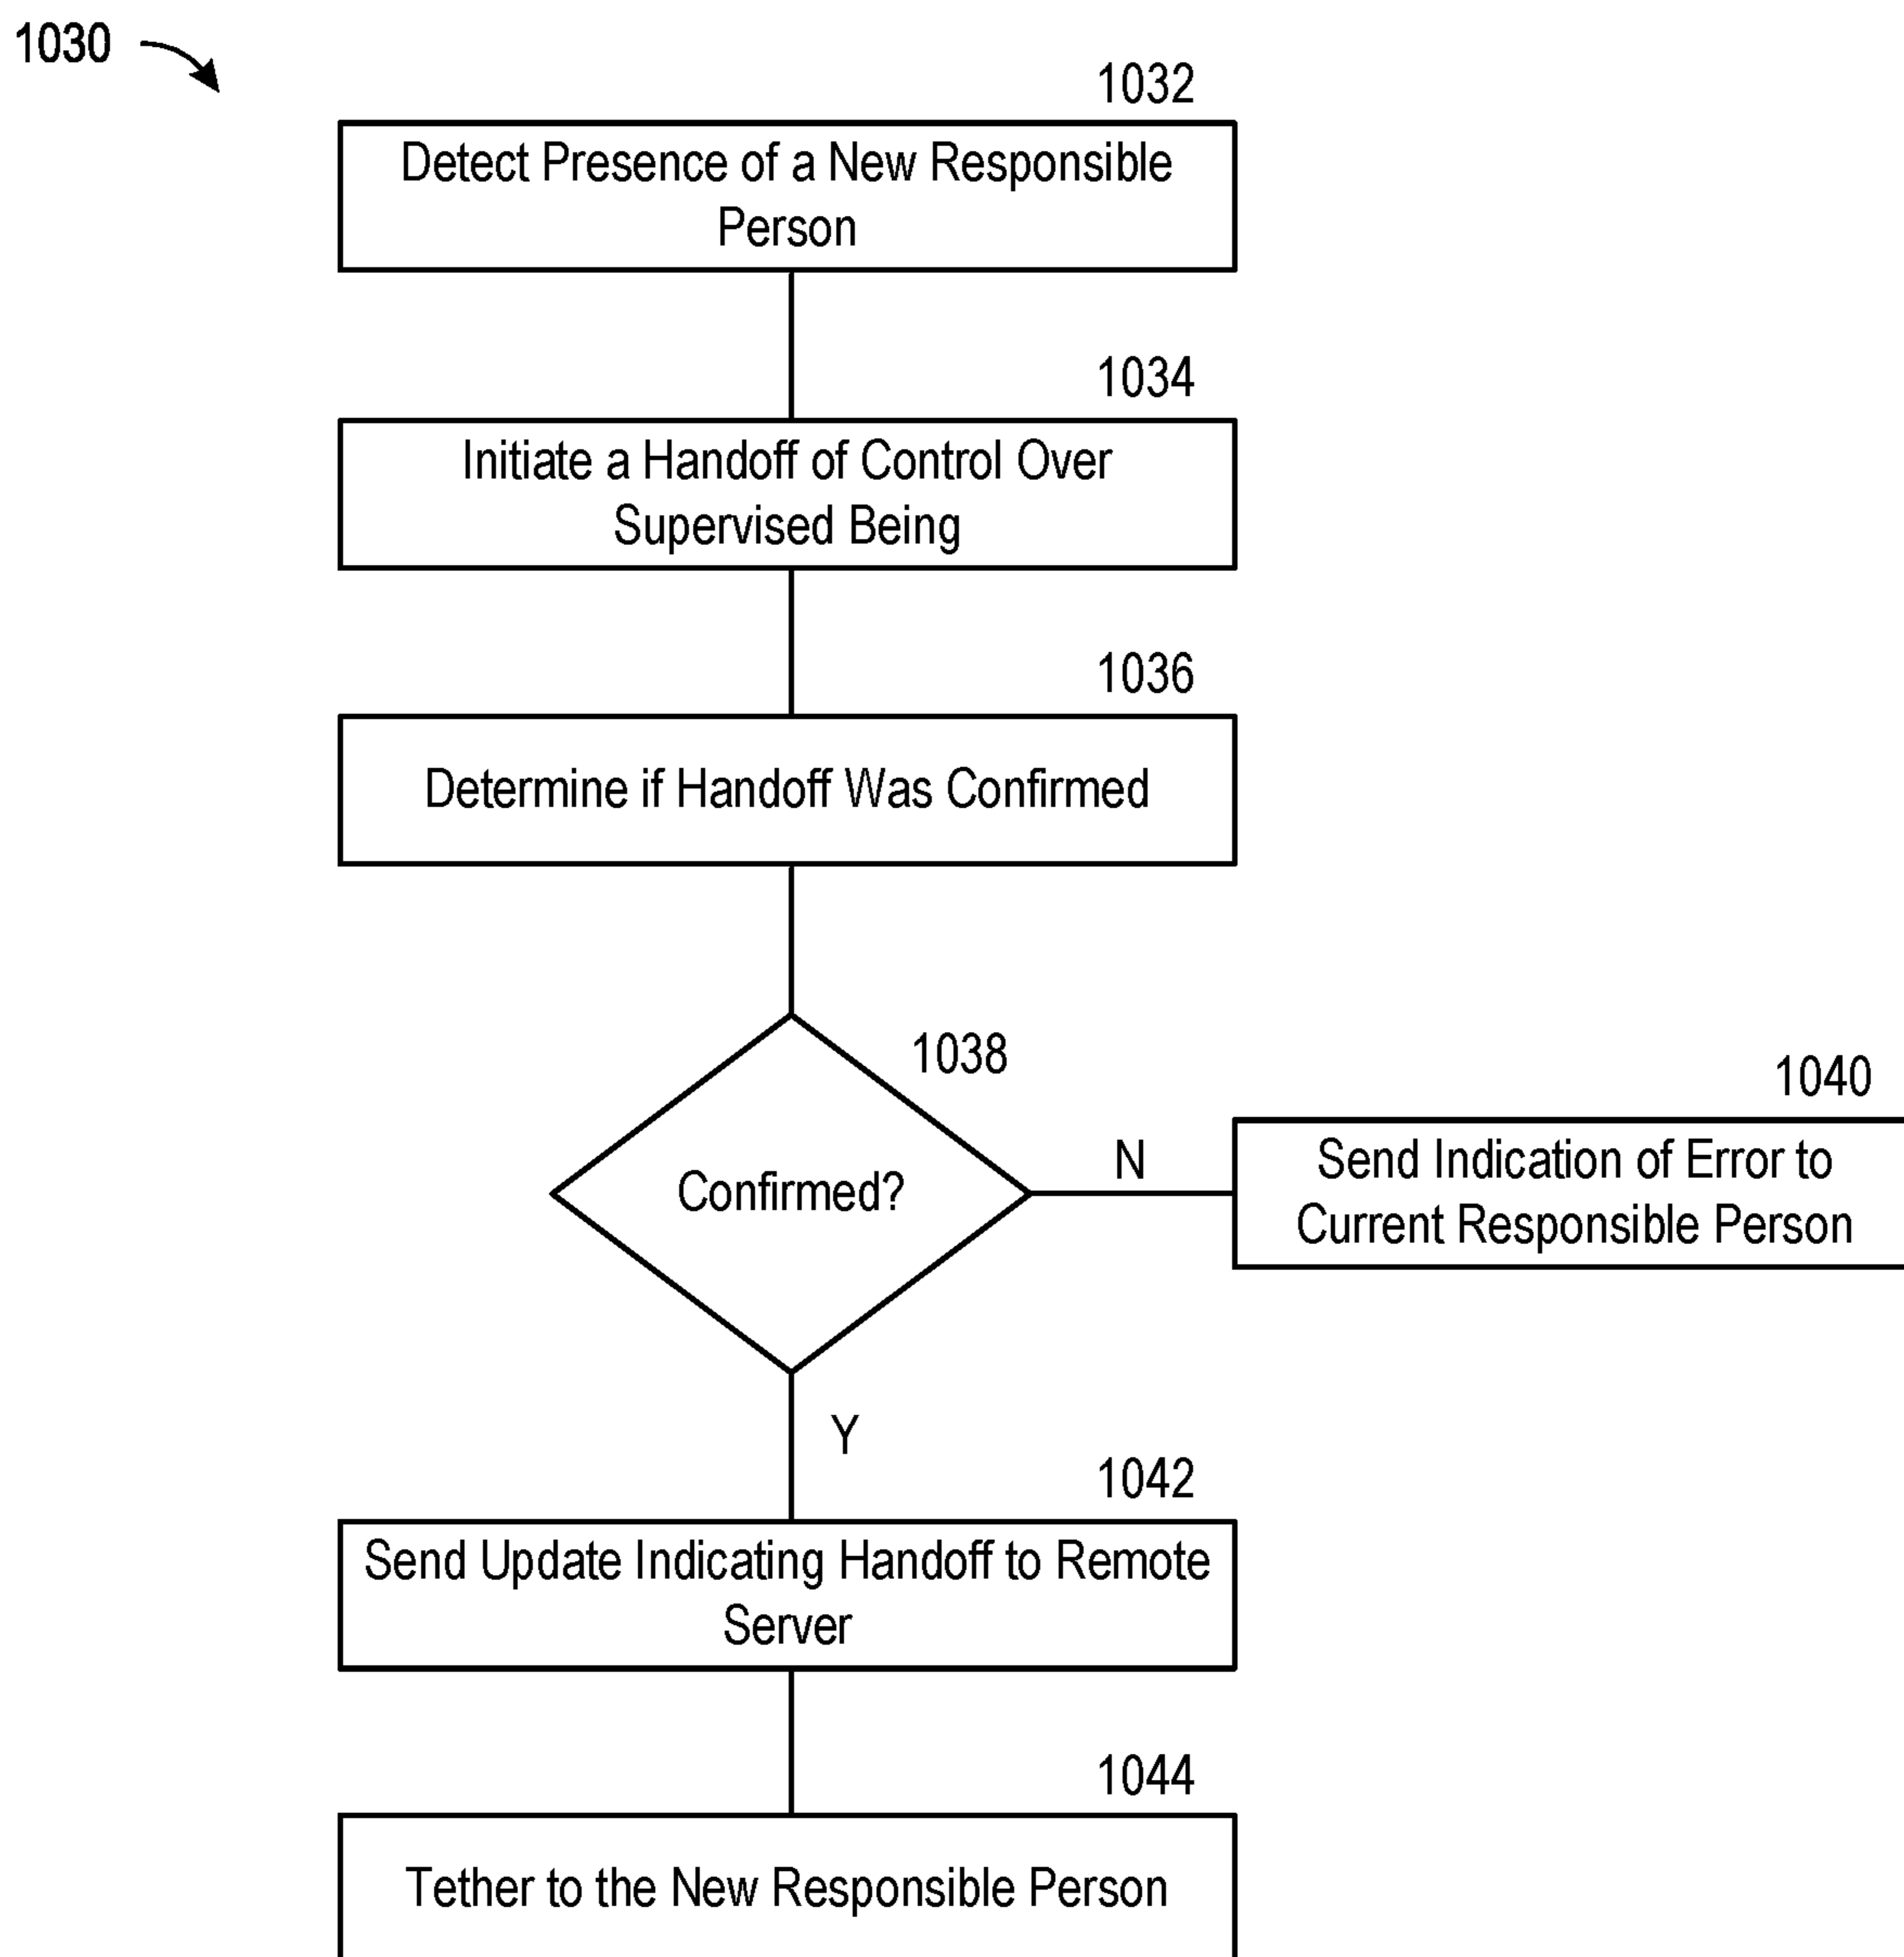 1030
1032
Detect Presence of a New Responsible
Person
1034
Initiate a Handoff of Control Over
Supervised Being
1036
Determine if Handoff Was Confirmed
1038
Confirmed?
N
1040
Send Indication of Error to
Current Responsible Person
Y
1042
Send Update Indicating Handoff to Remote
Server
1044
Tether to the New Responsible Person